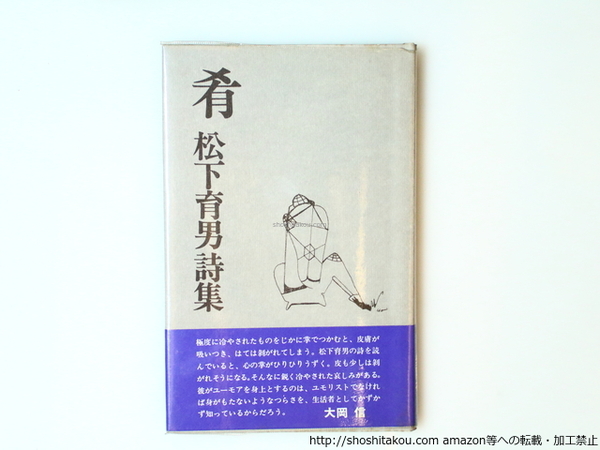 肴
松下育男詩集
極度に冷やされたものをじかに掌でつかむと、皮膚が
吸いつき、はては剝がれてしまう。松下育男の詩を読
んでいると、心の掌がひりひりうずく。皮も少しは剝
がれそうになる。そんなに鋭く冷やされた哀しみがある。
彼がユーモアを身上とするのは、ユモリストでなけれ
ば身がもたないようなつらさを、生活者としてかずか
ず知っているからだろう。
大岡 信
http://shoshitakou.com amazon等への転載・加工禁止